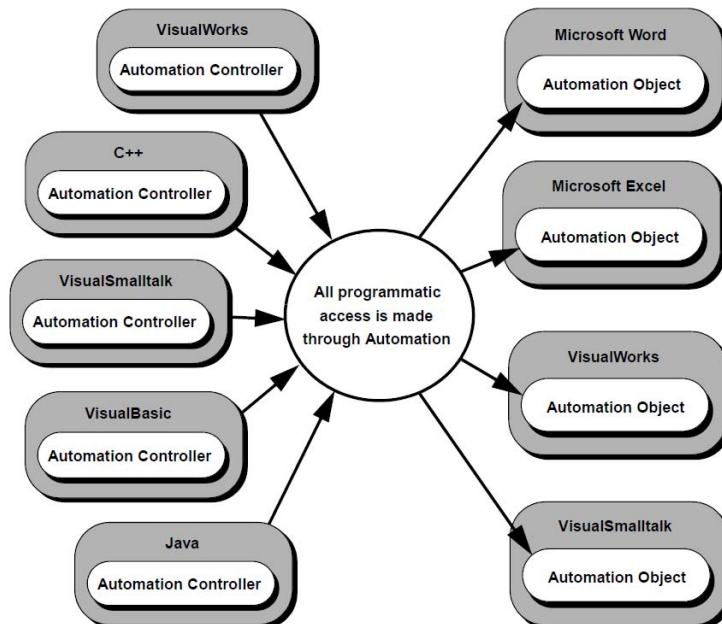 VisualWorks
Automation Controller
C++
Automation Controller
VisualSmalltalk
Automation Controller
VisualBasic
Automation Controller
Java
Automation Controller
All programmatic
access is made
through Automation
Microsoft Word
Automation Object
Microsoft Excel
Automation Object
VisualWorks
Automation Object
VisualSmalltalk
Automation Object